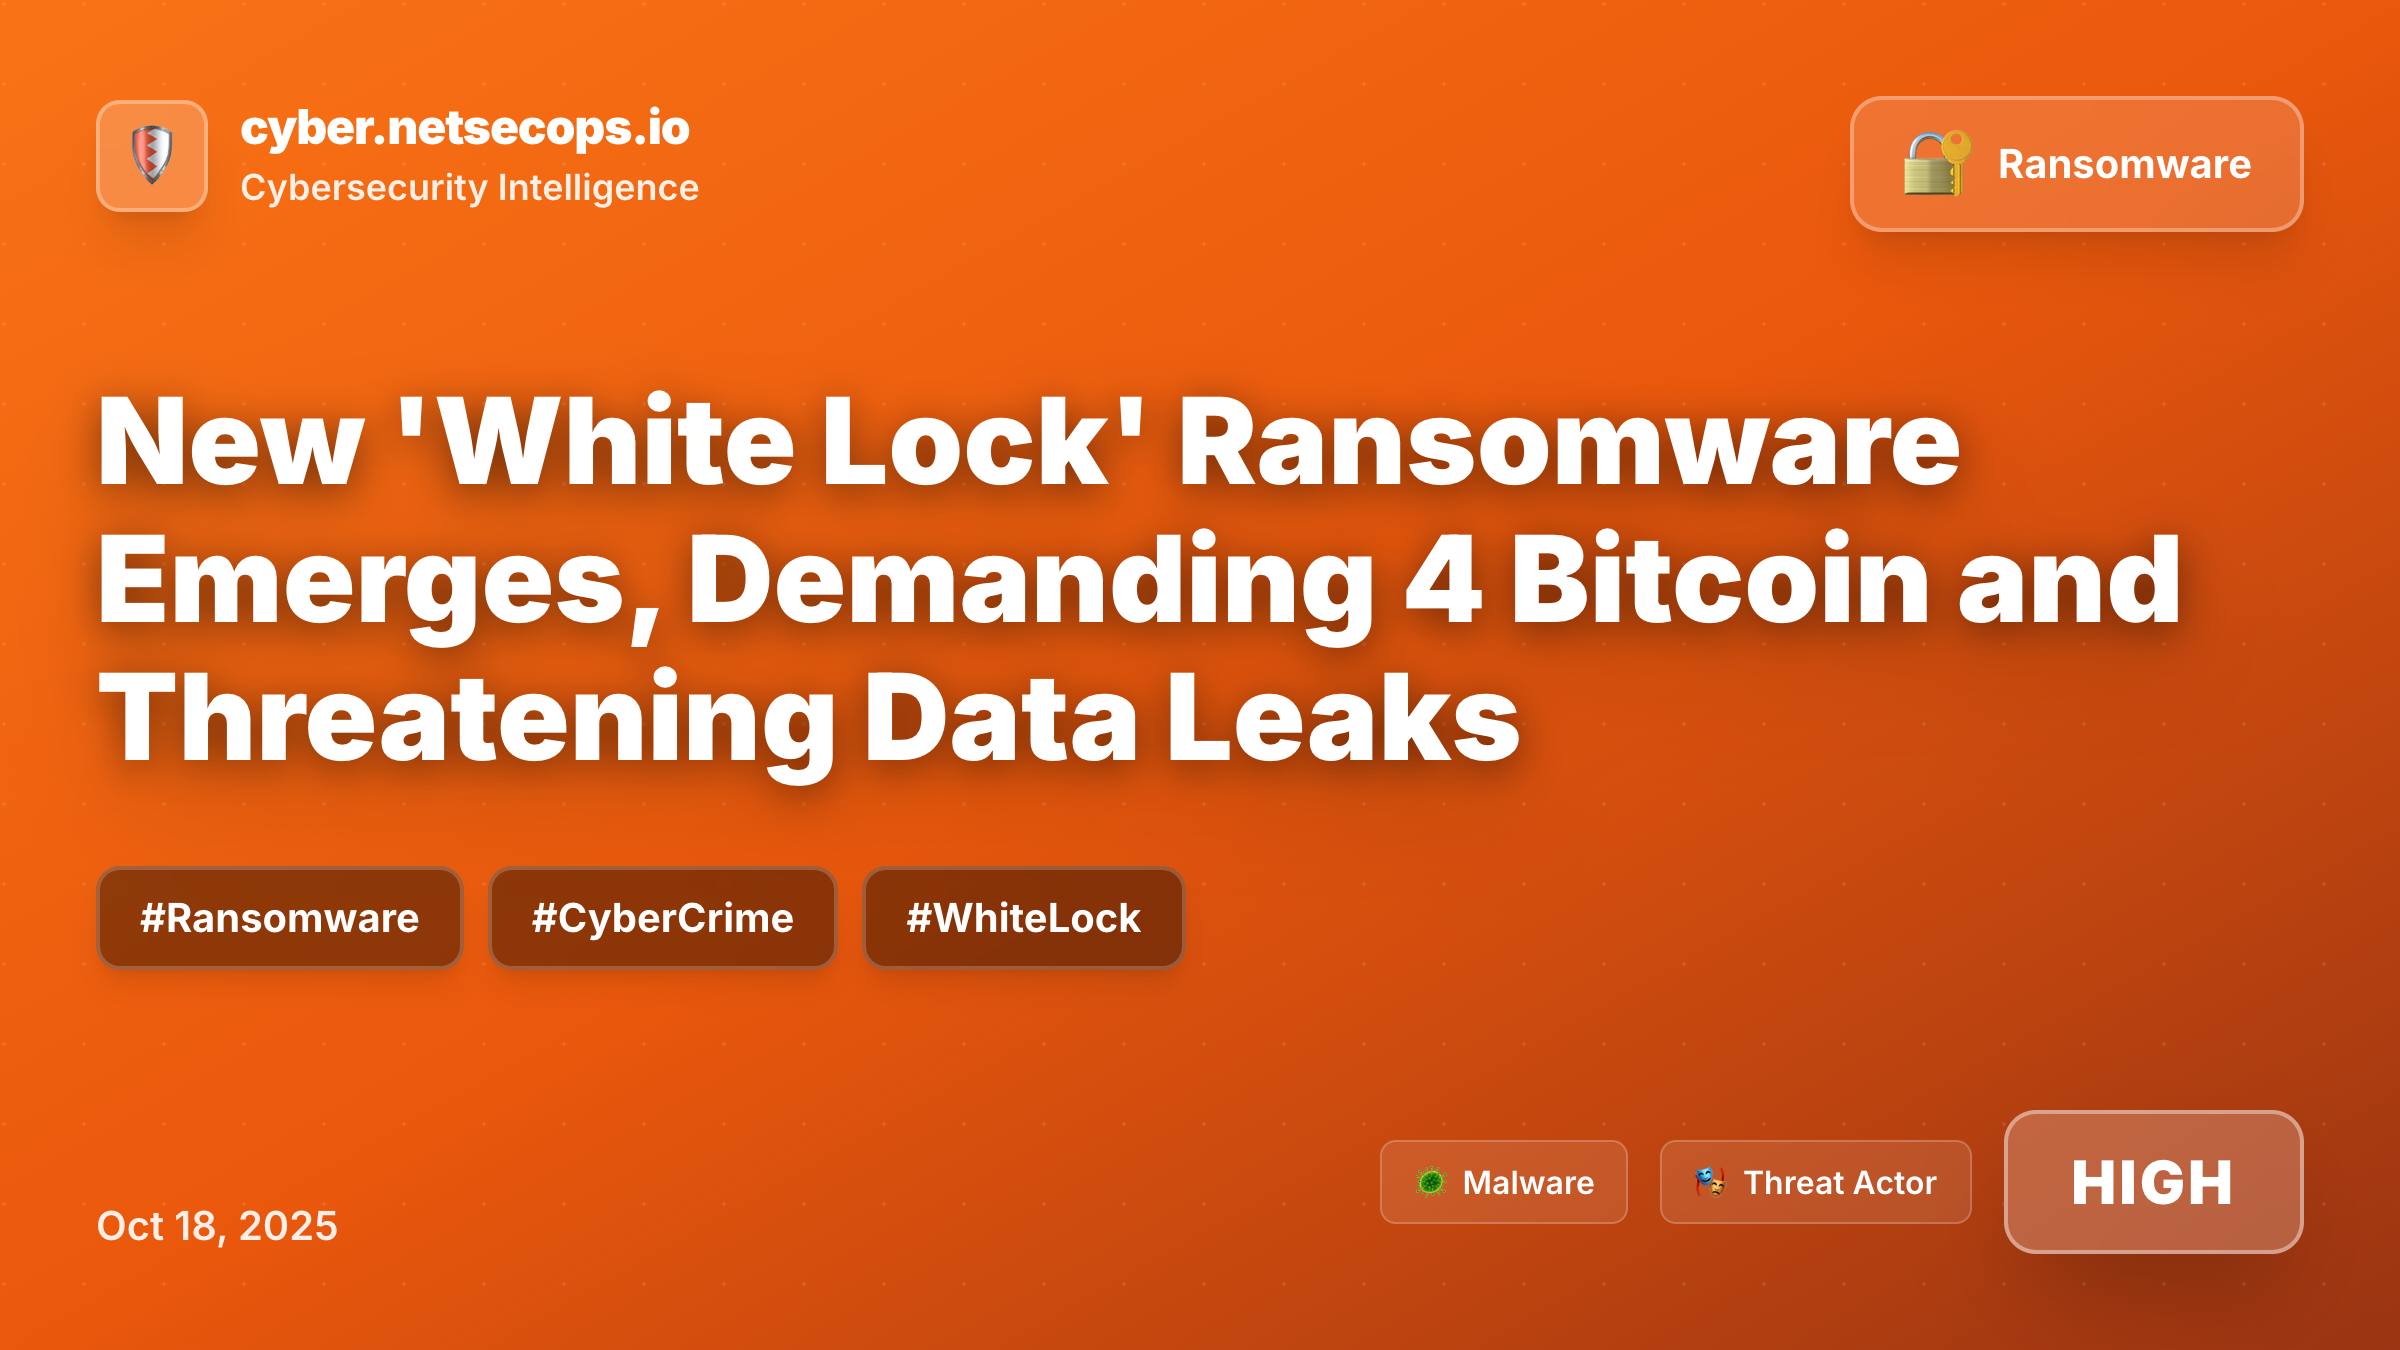 cyber.netsecops.io
Cybersecurity Intelligence
Ransomware
New 'White Lock' Ransomware
Emerges, Demanding 4 Bitcoin and
Threatening Data Leaks
#Ransomware
#CyberCrime
#WhiteLock
Malware
Threat Actor
HIGH
Oct 18, 2025